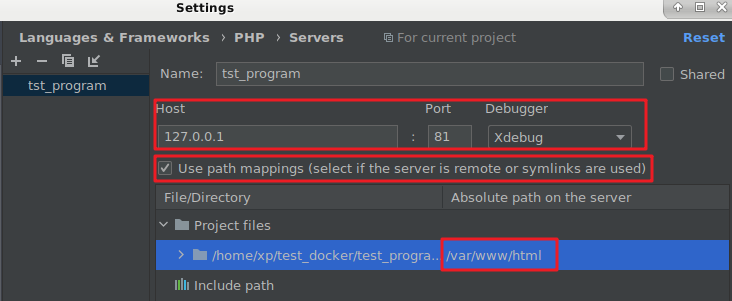 Settings
Languages & Frameworks › PHP › Servers For current project Reset
Name: tst_program Shared
tst_program
Host Port Debugger
127.0.0.1 : 81 Xdebug
Use path mappings (select if the server is remote or symlinks are used)
File/Directory Absolute path on the server
Project files
/home/xp/test_docker/test_progra... /var/www/html
Include path